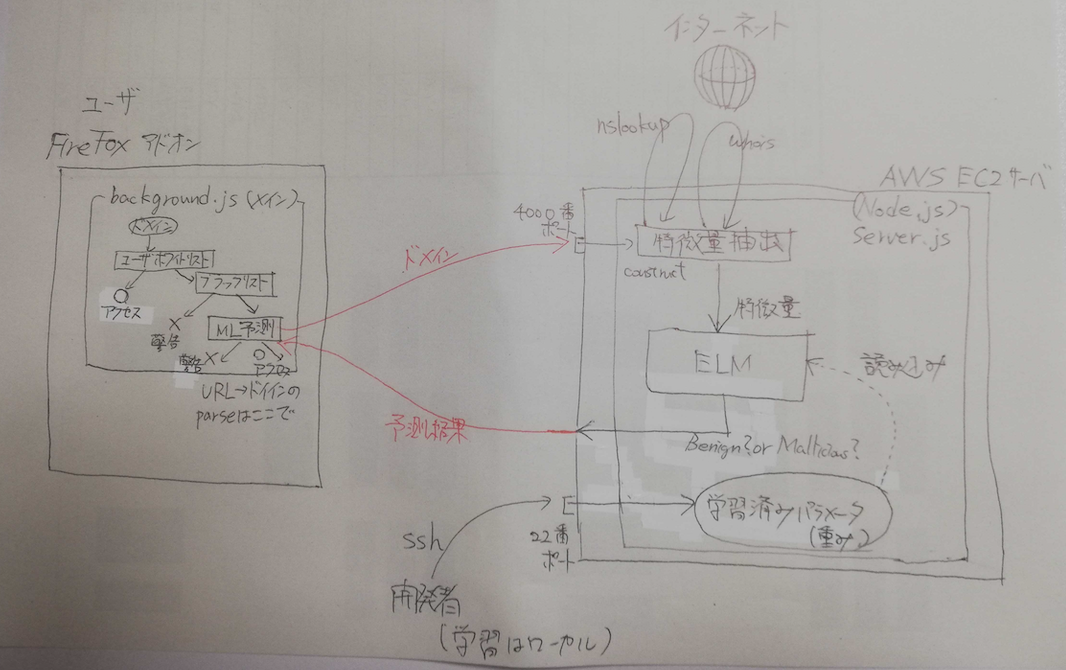 インターネット
ユーザ
FireFox アドオン
background.js (メイン)
ドメイン
ユーザホワイトリスト
ブラックリスト
アクセス
警告
ML予測
警告
アクセス
URL→ドメインの
parseはここで
nslookup
whois
AWS EC2サーバ
(Node.js)
Server.js
4000番
ポート
ドメイン
特徴量抽出
construct
特徴量
ELM
読み込み
予測結果
Benign? or Malicious?
学習済みパラメータ
(重み)
22番
ポート
ssh
開発者
(学習はローカル)